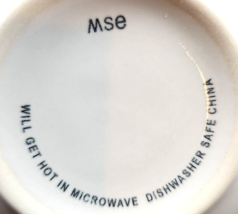 MSE
WILL GET HOT IN MICROWAVE DISHWASHER SAFE CHINA